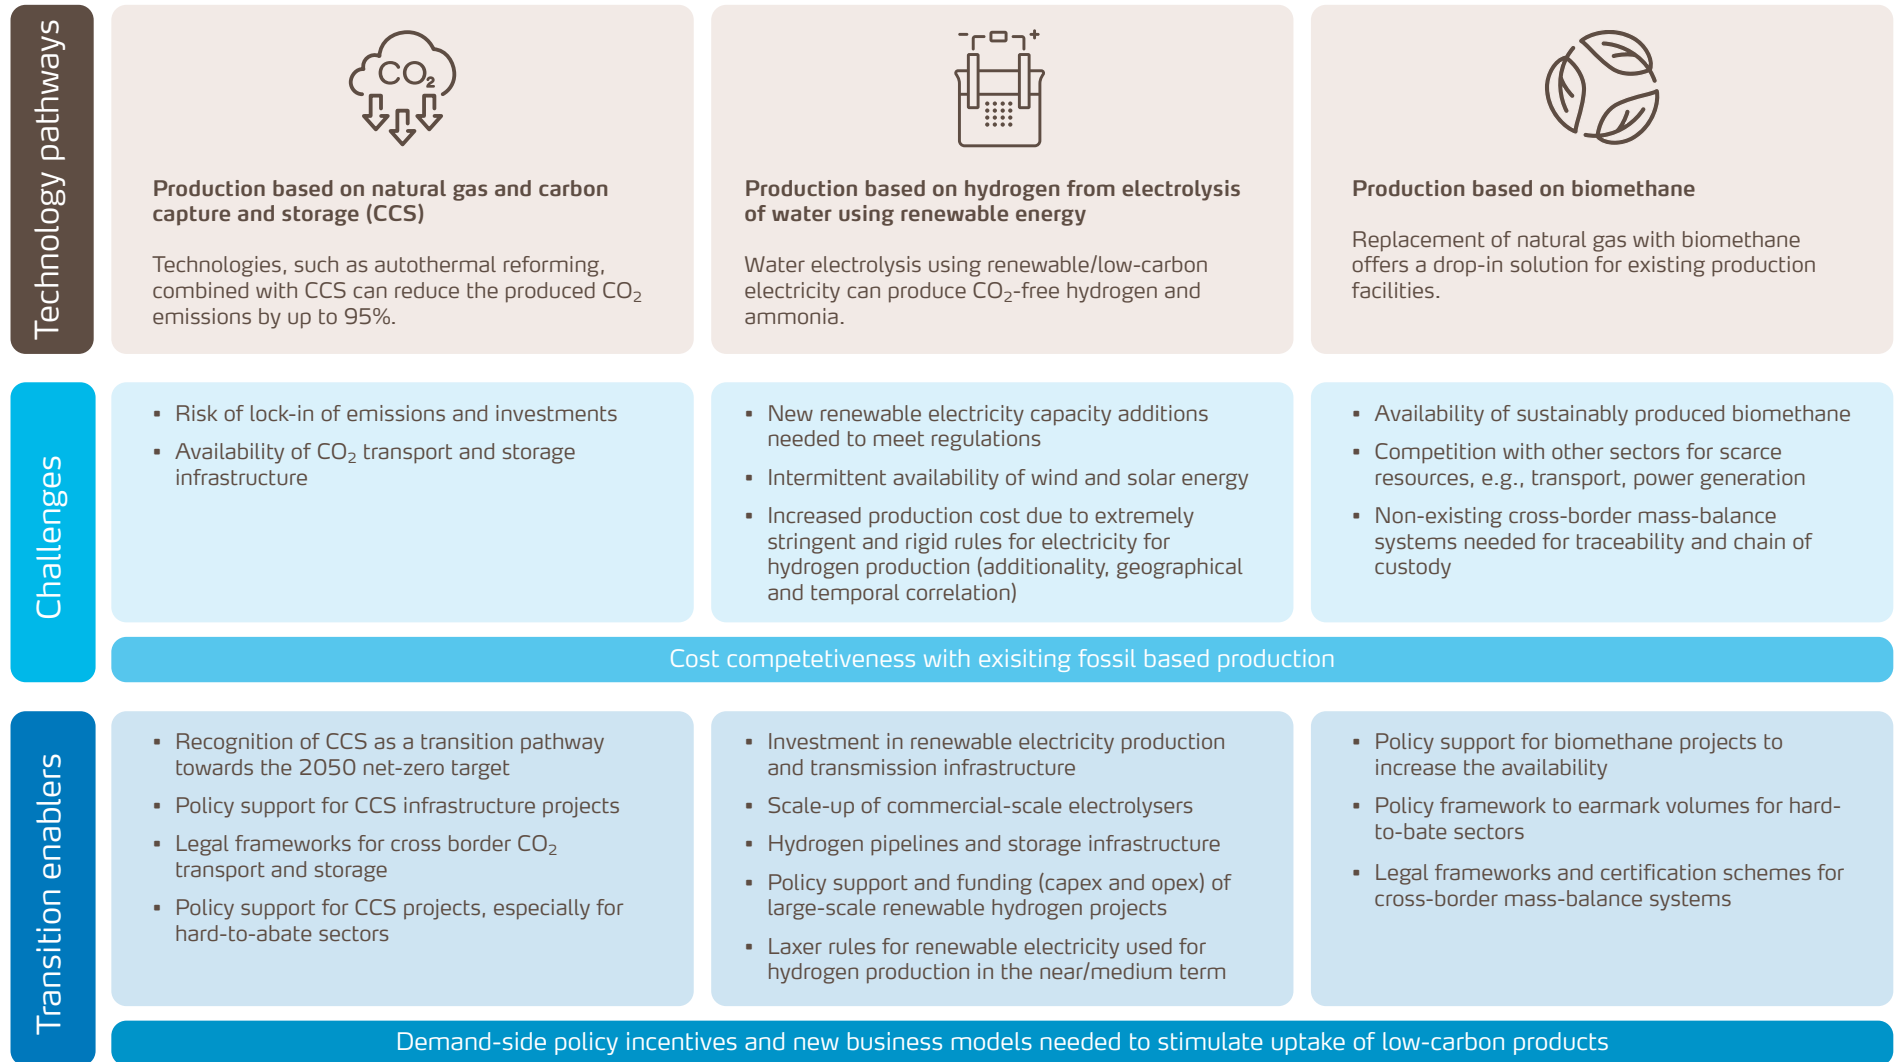 Technology pathways
CO₂
Production based on natural gas and carbon
capture and storage (CCS)
Technologies, such as autothermal reforming,
combined with CCS can reduce the produced CO₂
emissions by up to 95%.
- +
Production based on hydrogen from electrolysis
of water using renewable energy
Water electrolysis using renewable/low-carbon
electricity can produce CO₂-free hydrogen and
ammonia.
Production based on biomethane
Replacement of natural gas with biomethane
offers a drop-in solution for existing production
facilities.
Challenges
▪ Risk of lock-in of emissions and investments
▪ Availability of CO₂ transport and storage
infrastructure
▪ New renewable electricity capacity additions
needed to meet regulations
▪ Intermittent availability of wind and solar energy
▪ Increased production cost due to extremely
stringent and rigid rules for electricity for
hydrogen production (additionality, geographical
and temporal correlation)
▪ Availability of sustainably produced biomethane
▪ Competition with other sectors for scarce
resources, e.g., transport, power generation
▪ Non-existing cross-border mass-balance
systems needed for traceability and chain of
custody
Cost competetiveness with exisiting fossil based production
Transition enablers
▪ Recognition of CCS as a transition pathway
towards the 2050 net-zero target
▪ Policy support for CCS infrastructure projects
▪ Legal frameworks for cross border CO₂
transport and storage
▪ Policy support for CCS projects, especially for
hard-to-abate sectors
▪ Investment in renewable electricity production
and transmission infrastructure
▪ Scale-up of commercial-scale electrolysers
▪ Hydrogen pipelines and storage infrastructure
▪ Policy support and funding (capex and opex) of
large-scale renewable hydrogen projects
▪ Laxer rules for renewable electricity used for
hydrogen production in the near/medium term
▪ Policy support for biomethane projects to
increase the availability
▪ Policy framework to earmark volumes for hard-
to-bate sectors
▪ Legal frameworks and certification schemes for
cross-border mass-balance systems
Demand-side policy incentives and new business models needed to stimulate uptake of low-carbon products